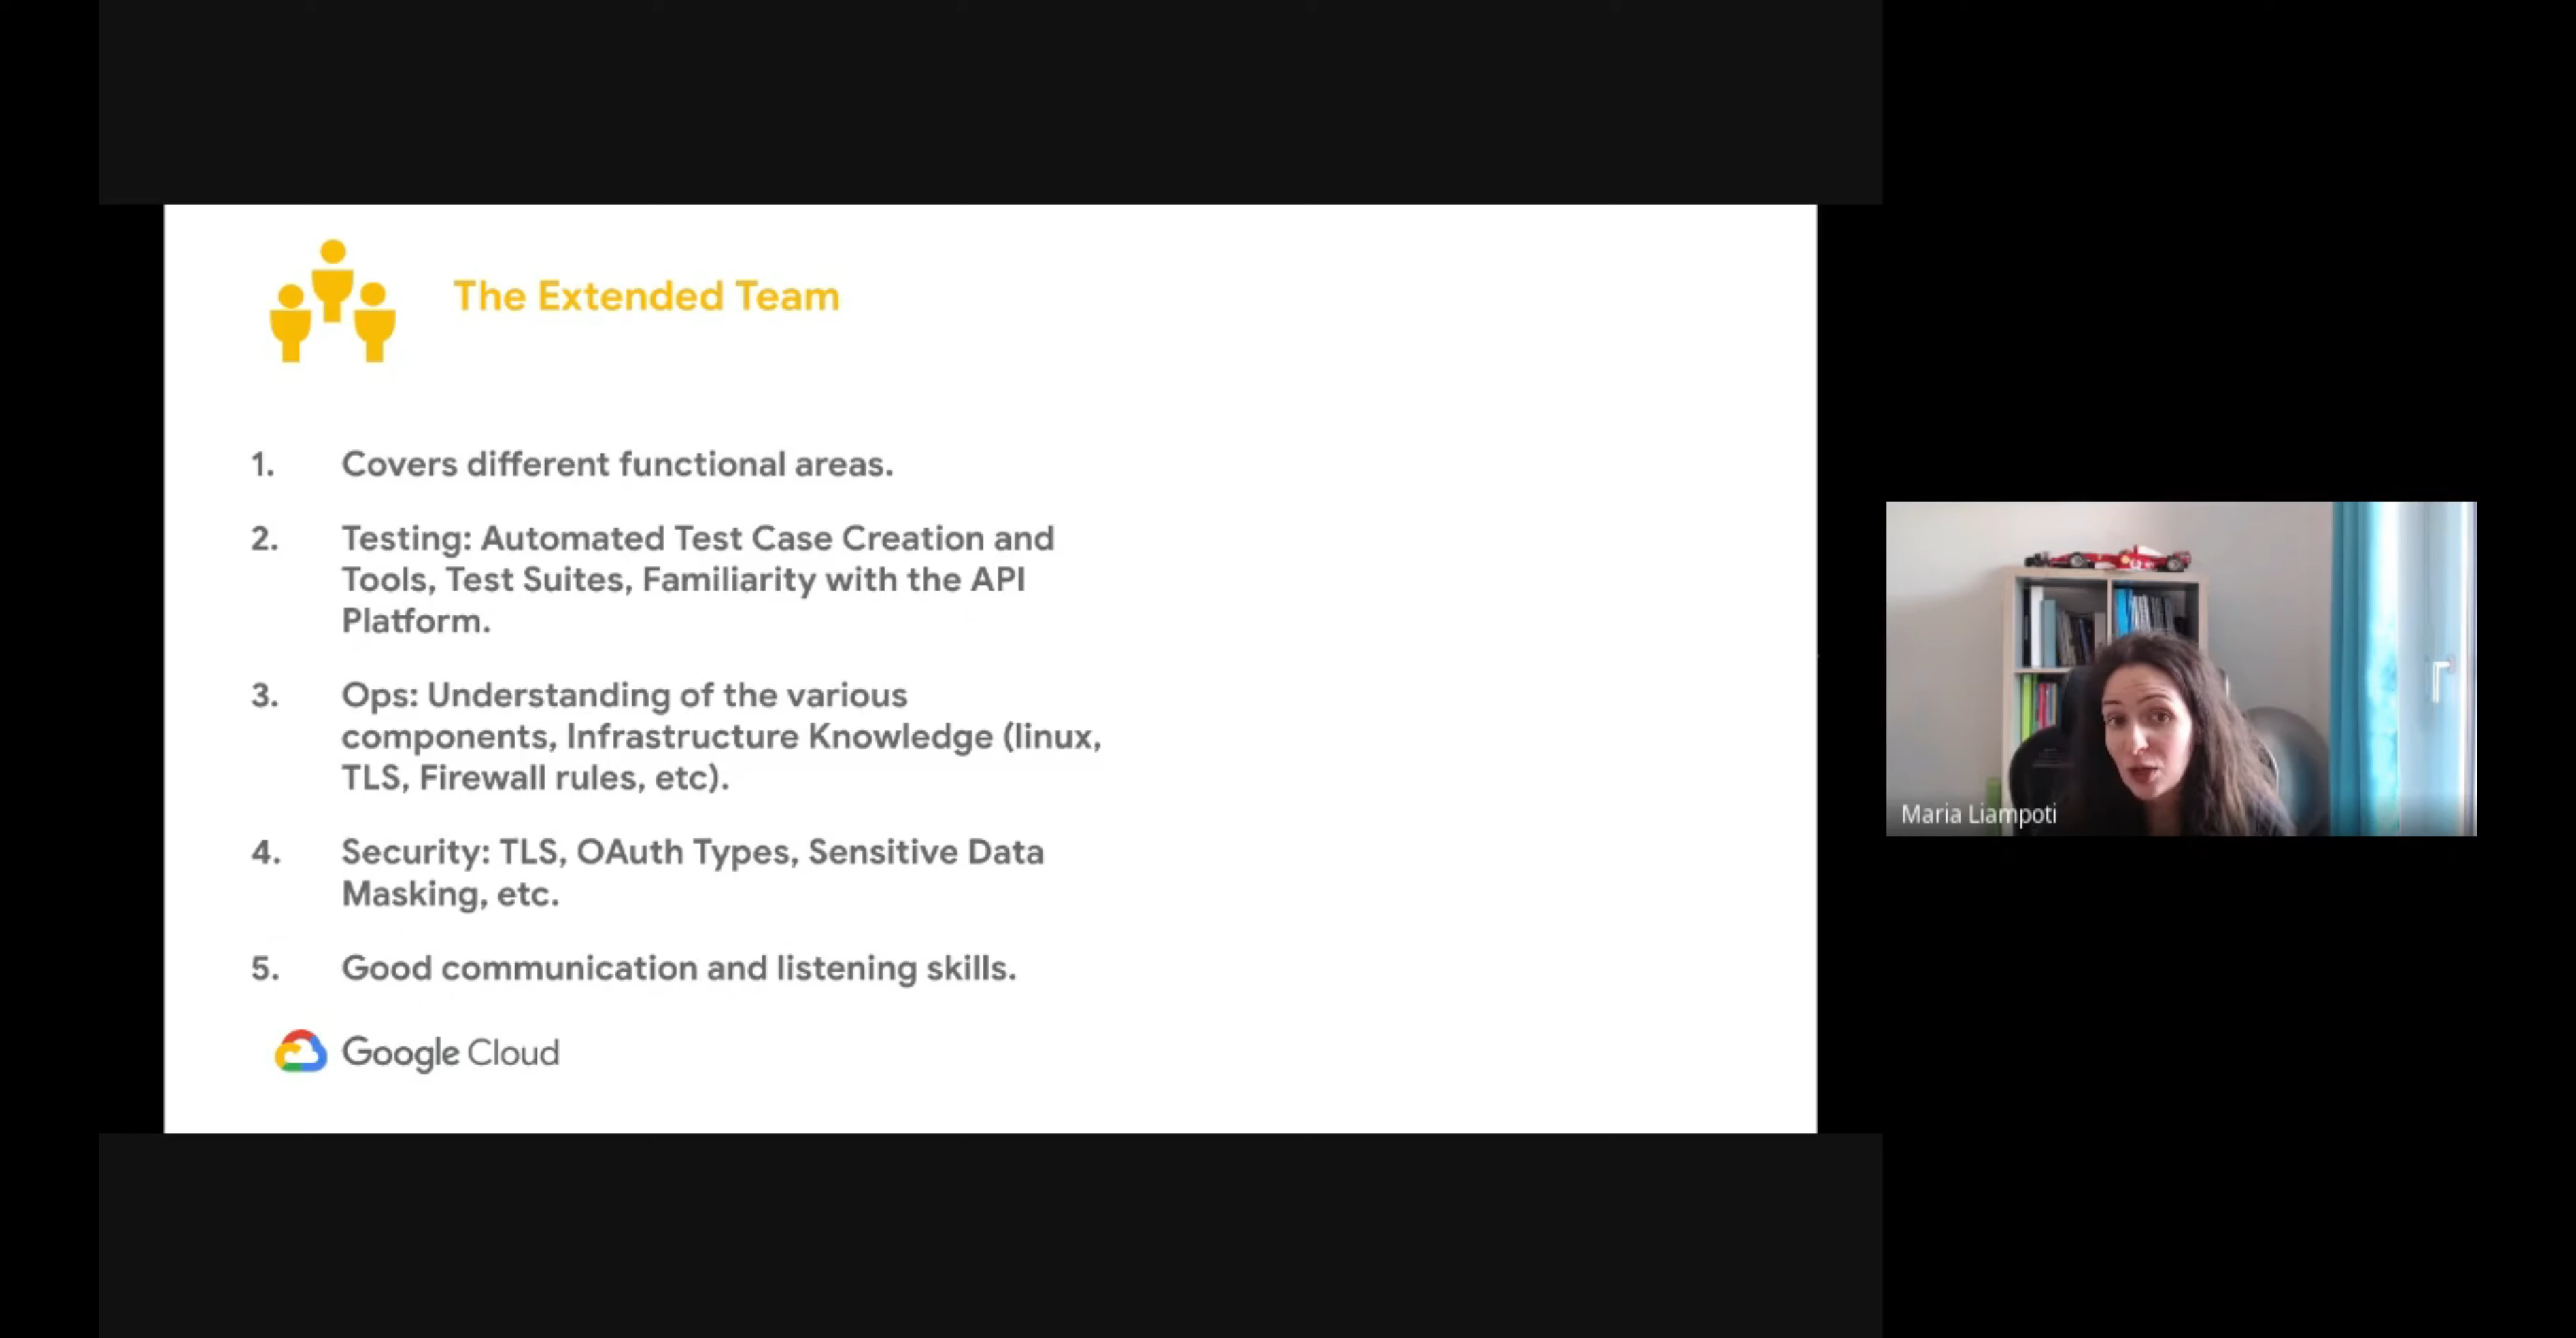 The Extended Team
1. Covers different functional areas.
2. Testing: Automated Test Case Creation and
Tools, Test Suites, Familiarity with the API
Platform.
3. Ops: Understanding of the various
components, Infrastructure Knowledge (linux,
TLS, Firewall rules, etc).
4. Security: TLS, OAuth Types, Sensitive Data
Masking, etc.
5. Good communication and listening skills.
Google Cloud
Maria Liampoti